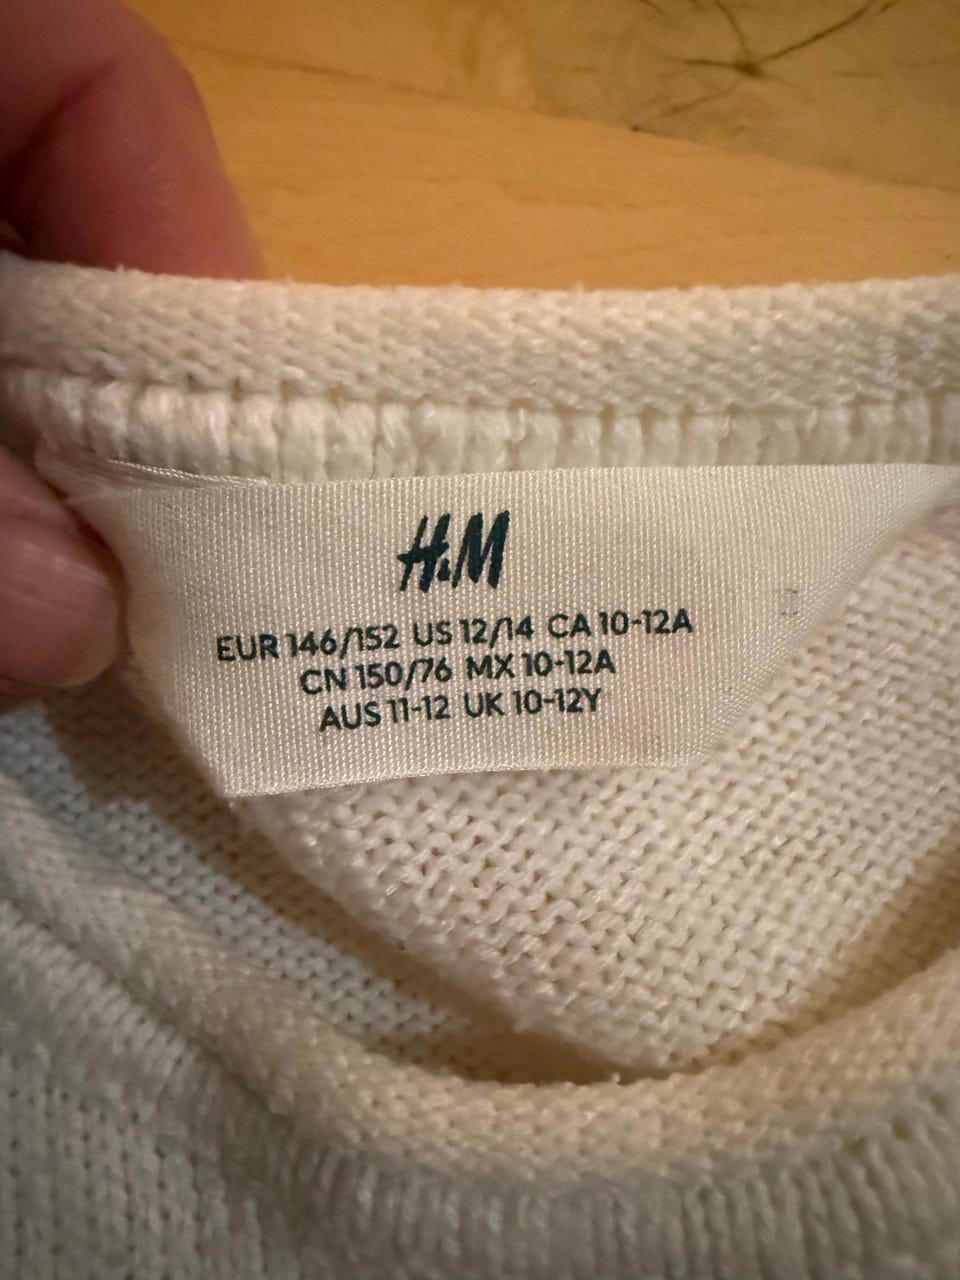 H&M
EUR 146/152 US 12/14 CA 10-12A
CN 150/76 MX 10-12A
AUS 11-12 UK 10-12Y